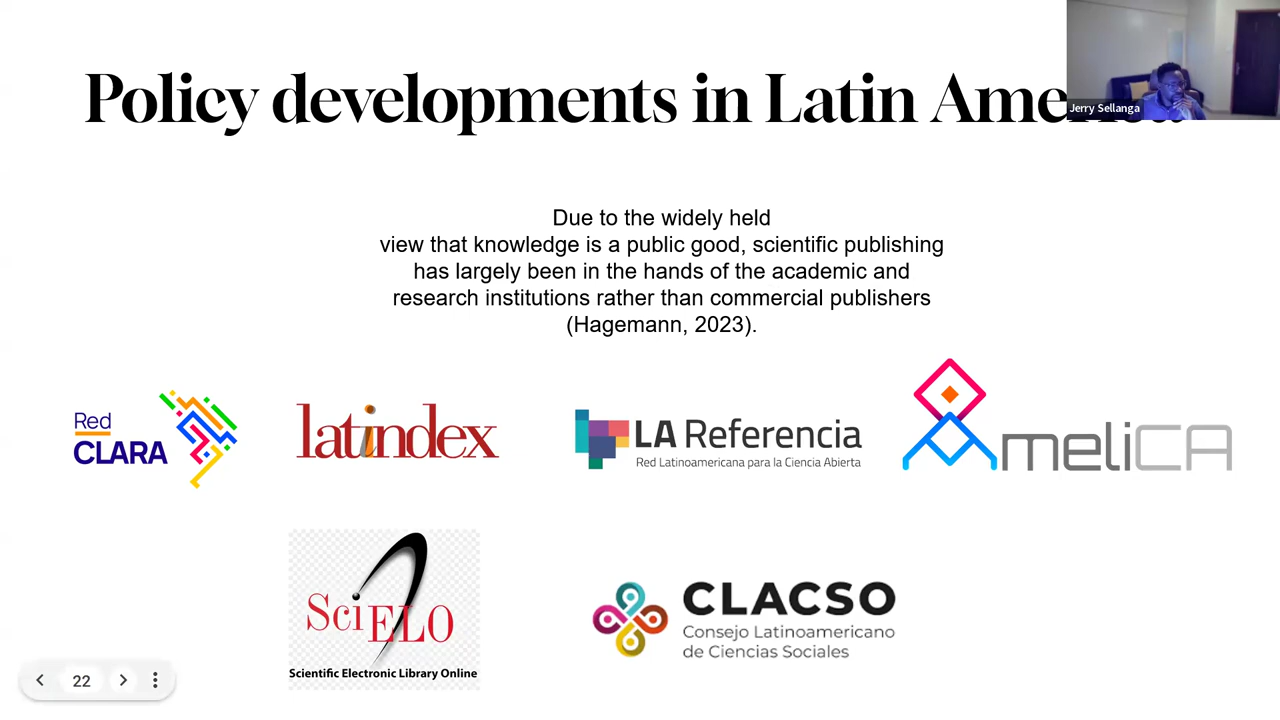 Policy developments in Latin
Jerry Sellanga
Due to the widely held
view that knowledge is a public good, scientific publishing
has largely been in the hands of the academic and
research institutions rather than commercial publishers
(Hagemann, 2023).
Red
CLARA
latindex
LA Referencia
Red Latinoamericana para la Ciencia Abierta
AmeliCA
SciELO
Scientific Electronic Library Online
CLACSO
Consejo Latinoamericano
de Ciencias Sociales
22